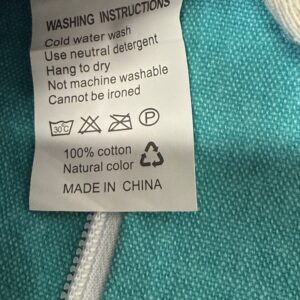 WASHING INSTRUCTIONS
Cold water wash
Use neutral detergent
Hang to dry
Not machine washable
Cannot be ironed
30°C P
100% cotton
Natural color
MADE IN CHINA